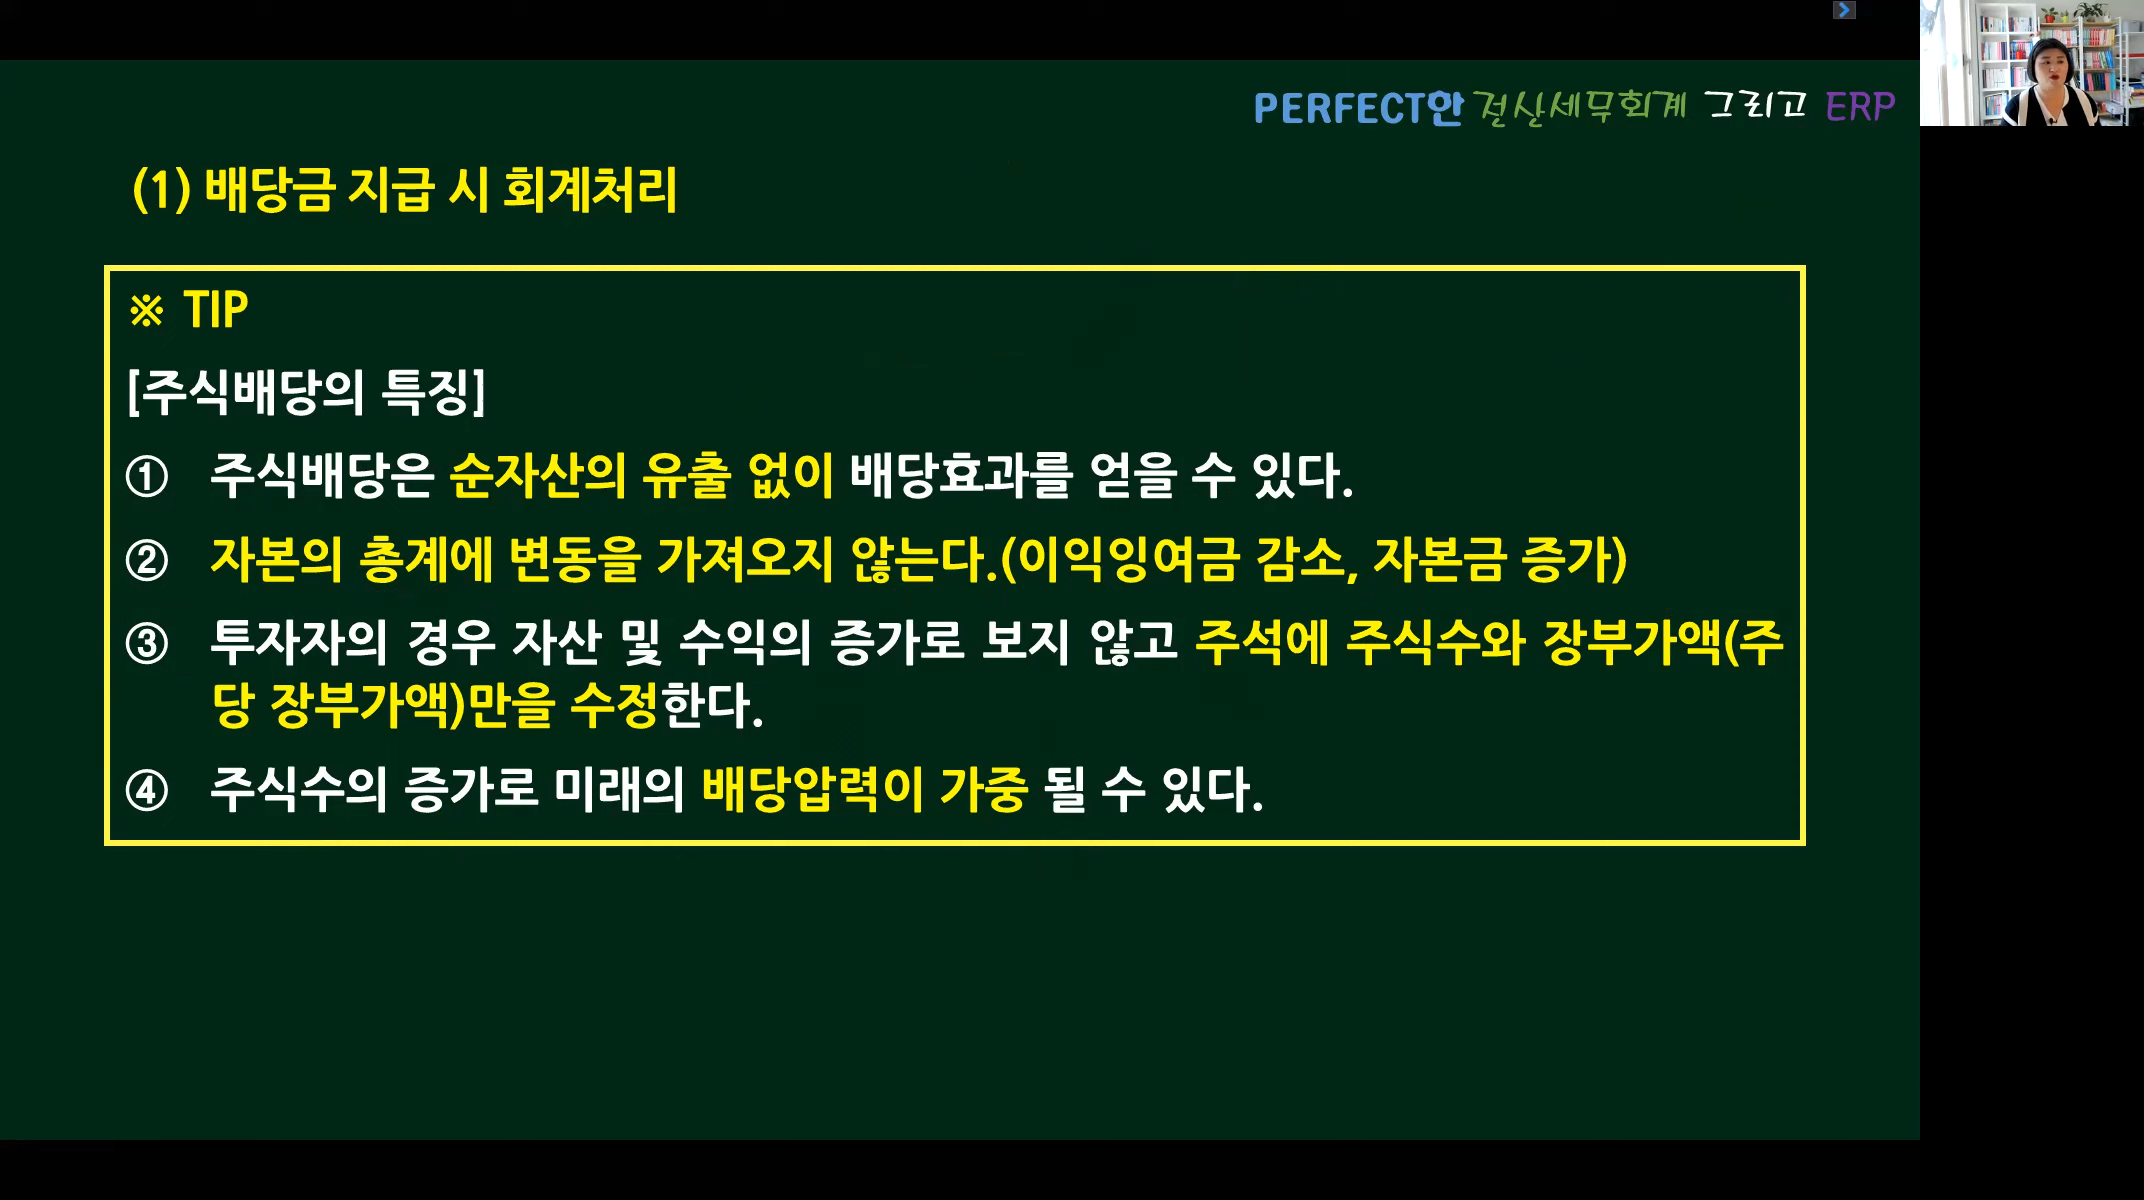 PERFECT한 전산세무회계 그리고 ERP
(1) 배당금 지급 시 회계처리
※ TIP
[주식배당의 특징]
① 주식배당은 순자산의 유출 없이 배당효과를 얻을 수 있다.
② 자본의 총계에 변동을 가져오지 않는다.(이익잉여금 감소, 자본금 증가)
③ 투자자의 경우 자산 및 수익의 증가로 보지 않고 주석에 주식수와 장부가액(주
당 장부가액)만을 수정한다.
④ 주식수의 증가로 미래의 배당압력이 가중 될 수 있다.